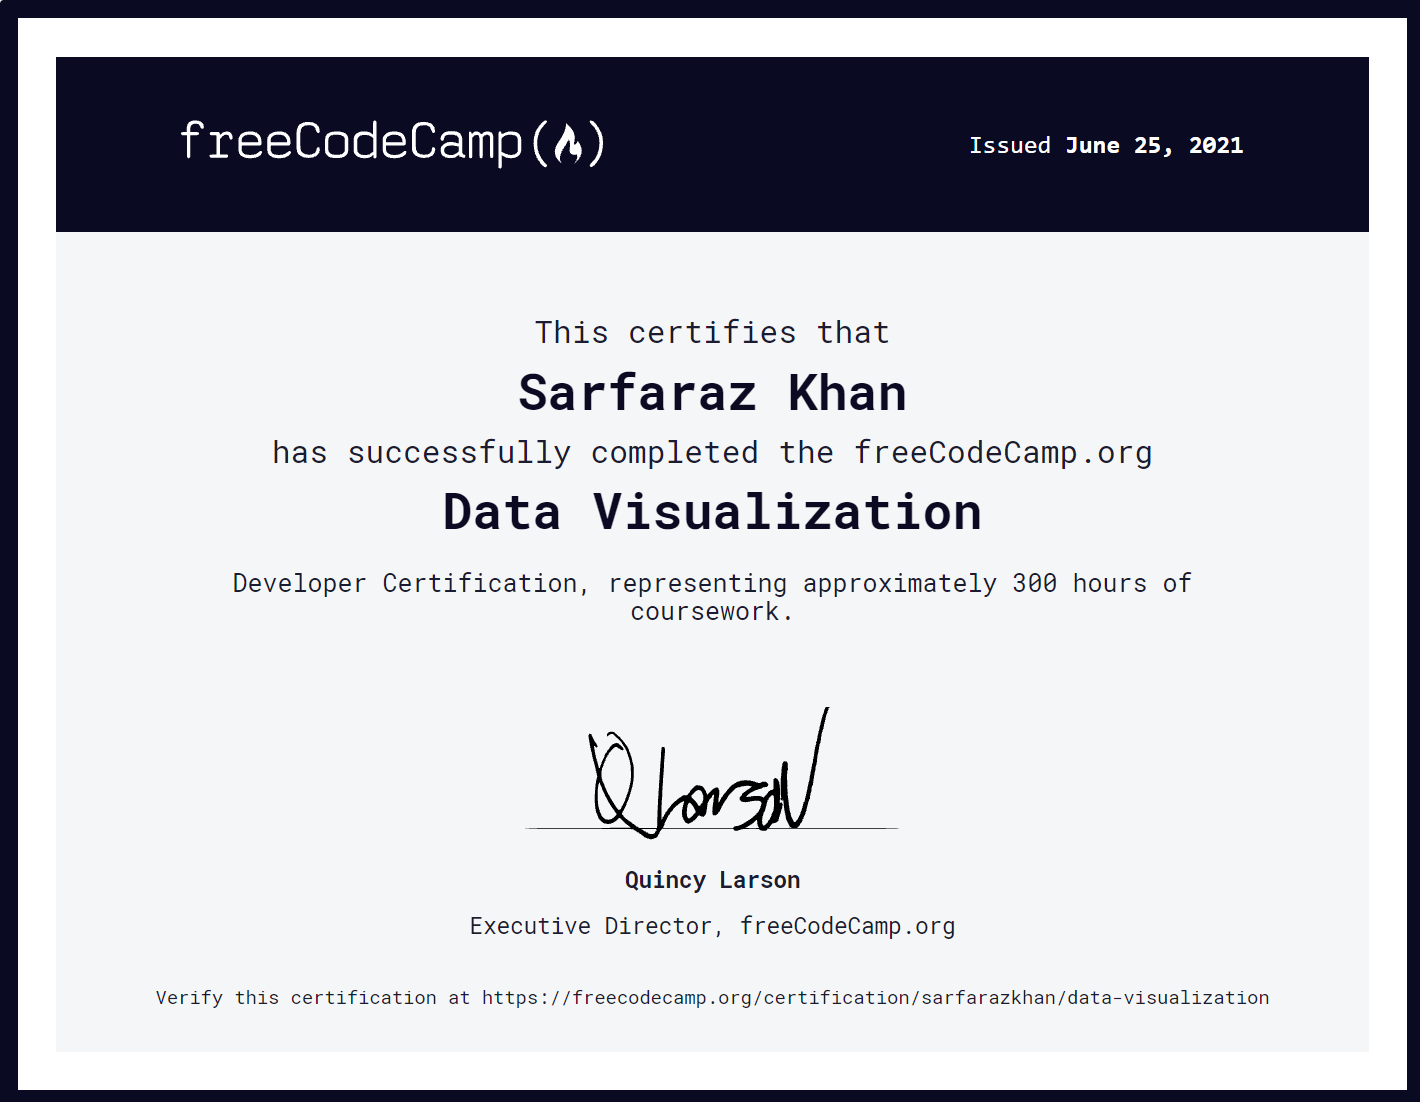 freeCodeCamp(🔥)
Issued June 25, 2021
This certifies that
Sarfaraz Khan
has successfully completed the freeCodeCamp.org
Data Visualization
Developer Certification, representing approximately 300 hours of
coursework.
Q Larson
Quincy Larson
Executive Director, freeCodeCamp.org
Verify this certification at https://freecodecamp.org/certification/sarfarazkhan/data-visualization